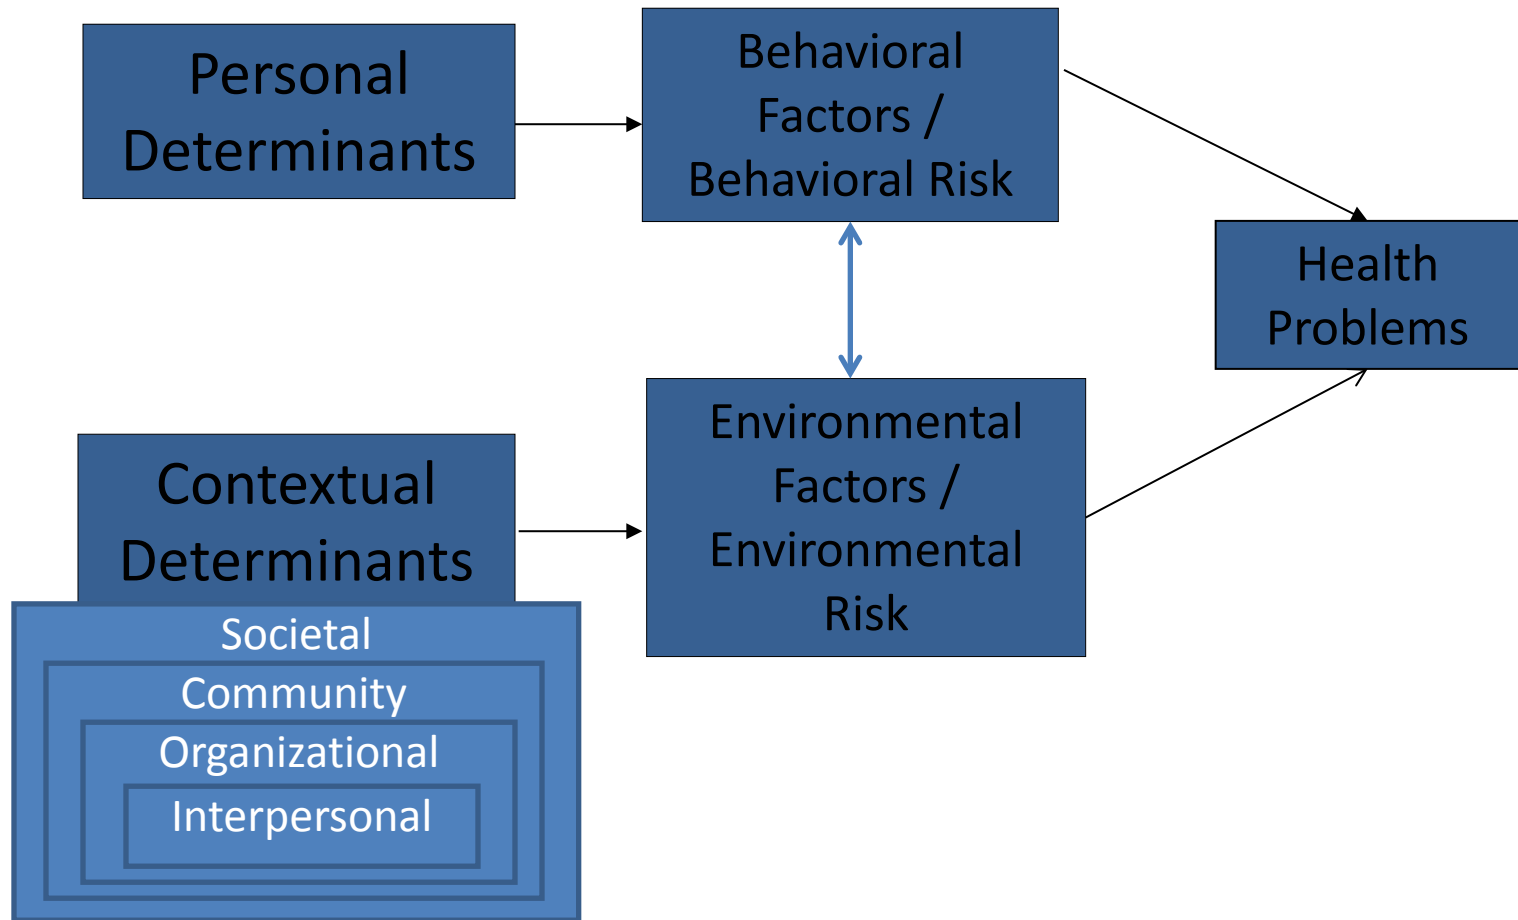 Personal
Determinants
Behavioral
Factors /
Behavioral Risk
Health
Problems
Contextual
Determinants
Environmental
Factors /
Environmental
Risk
Societal
Community
Organizational
Interpersonal